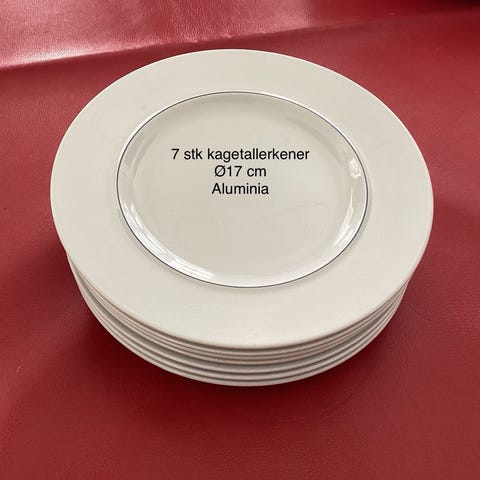 7 stk kagetallerkener
Ø17 cm
Aluminia